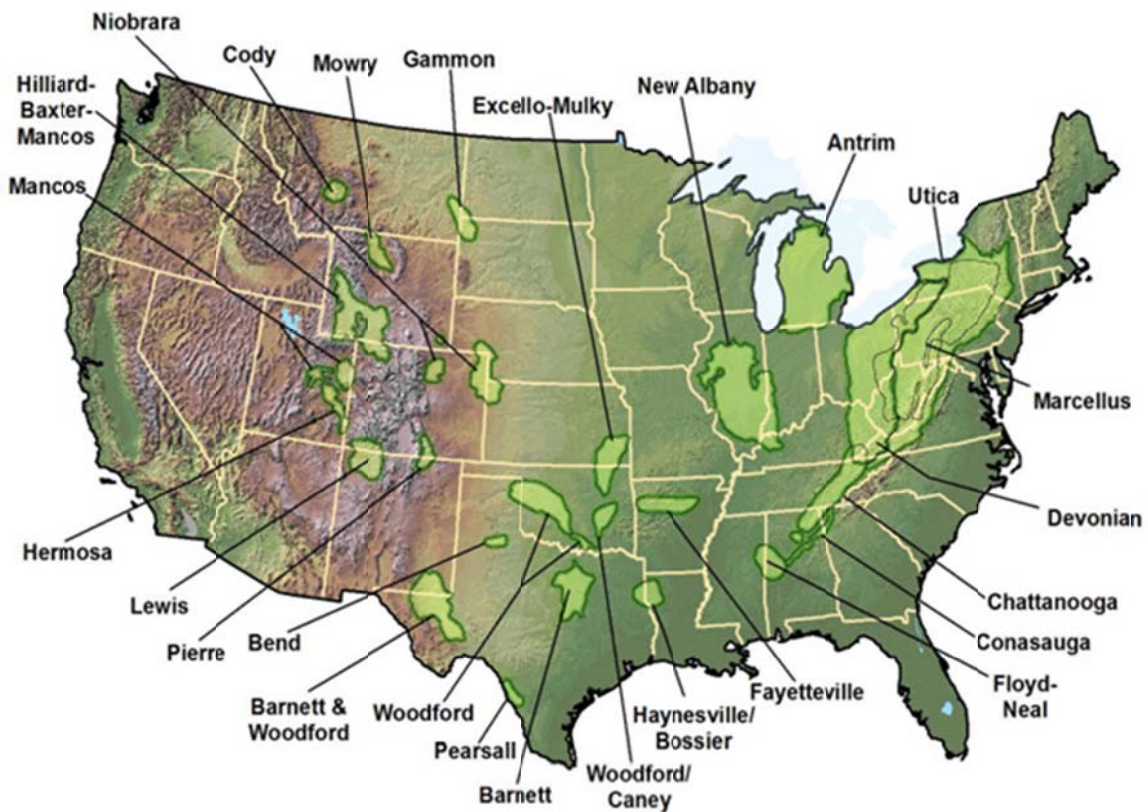 Niobrara
Cody
Mowry
Gammon
Hilliard-
Baxter-
Mancos
Mancos
Excello-Mulky
New Albany
Antrim
Utica
Marcellus
Devonian
Chattanooga
Conasauga
Floyd-
Neal
Fayetteville
Haynesville/
Bossier
Woodford/
Caney
Barnett
Pearsall
Woodford
Barnett &
Woodford
Bend
Pierre
Lewis
Hermosa